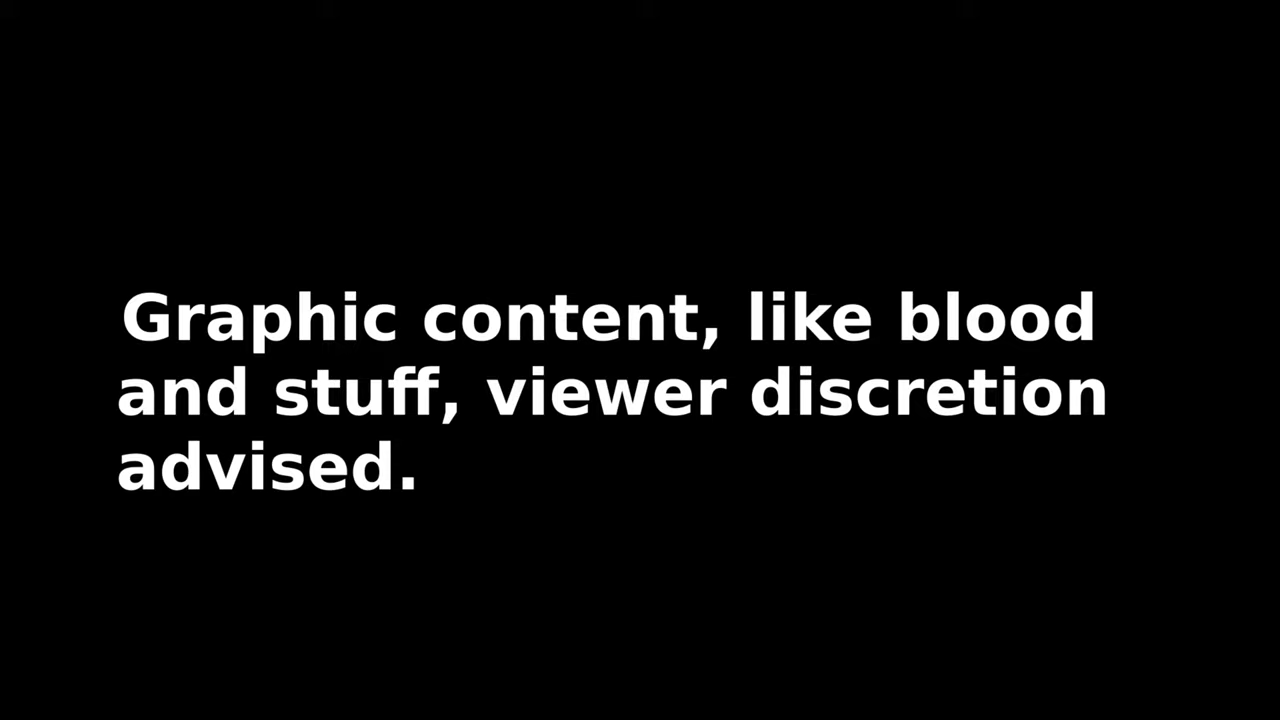 Graphic content, like blood
and stuff, viewer discretion
advised.